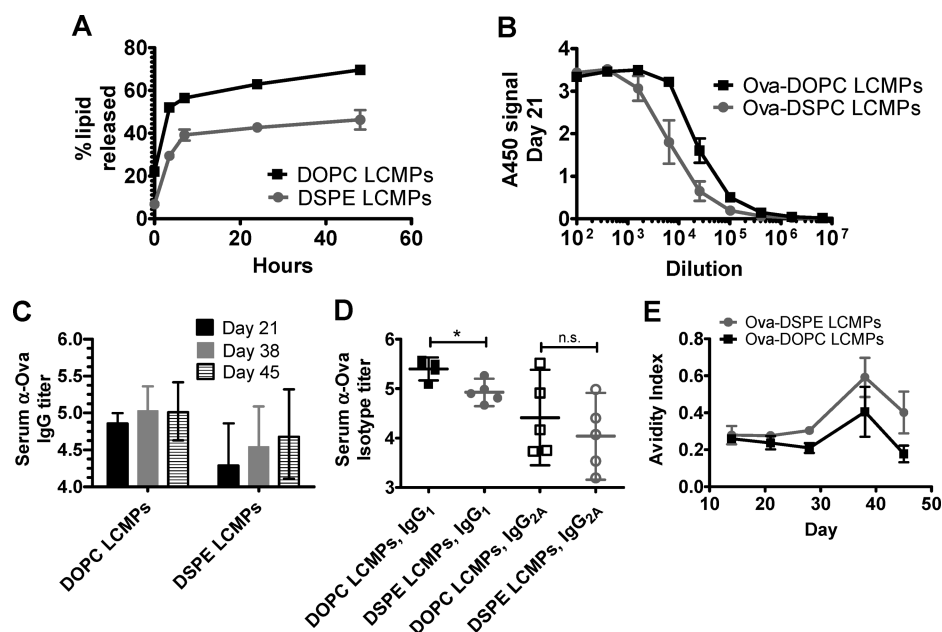 A
% lipid
released
80
60
40
20
0
0
20
40
60
Hours
DOPC LCMPs
DSPE LCMPs
B
A450 signal
Day 21
4
3
2
1
0
10²
10³
10⁴
10⁵
10⁶
10⁷
Dilution
Ova-DOPC LCMPs
Ova-DSPC LCMPs
C
Serum α-Ova
IgG titer
6.0
5.5
5.0
4.5
4.0
Day 21
Day 38
Day 45
DOPC LCMPs
DSPE LCMPs
D
Serum α-Ova
Isotype titer
6
5
4
3
*
n.s.
DOPC LCMPs, IgG₁
DSPE LCMPs, IgG₁
DOPC LCMPs, IgG₂A
DSPE LCMPs, IgG₂A
E
Ova-DSPE LCMPs
Ova-DOPC LCMPs
Avidity Index
0.8
0.6
0.4
0.2
0.0
10
20
30
40
50
Day